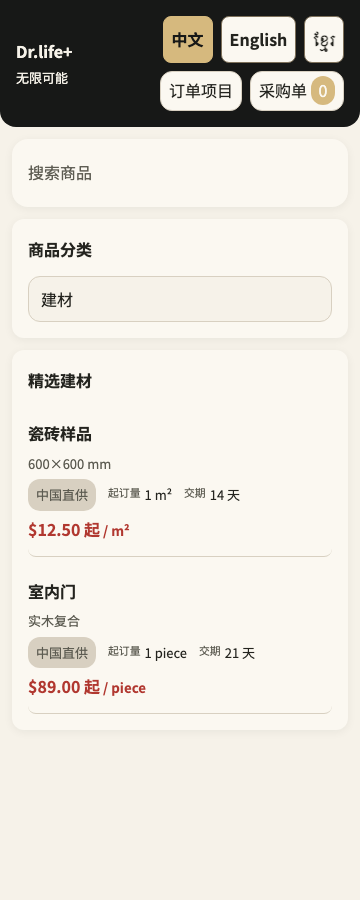 Dr.life+
无限可能
中文
English
ខ្មែរ
订单项目
采购单 0
搜索商品
商品分类
建材
精选建材
瓷砖样品
600×600 mm
中国直供 起订量 1 m² 交期 14 天
$12.50 起 / m²
室内门
实木复合
中国直供 起订量 1 piece 交期 21 天
$89.00 起 / piece